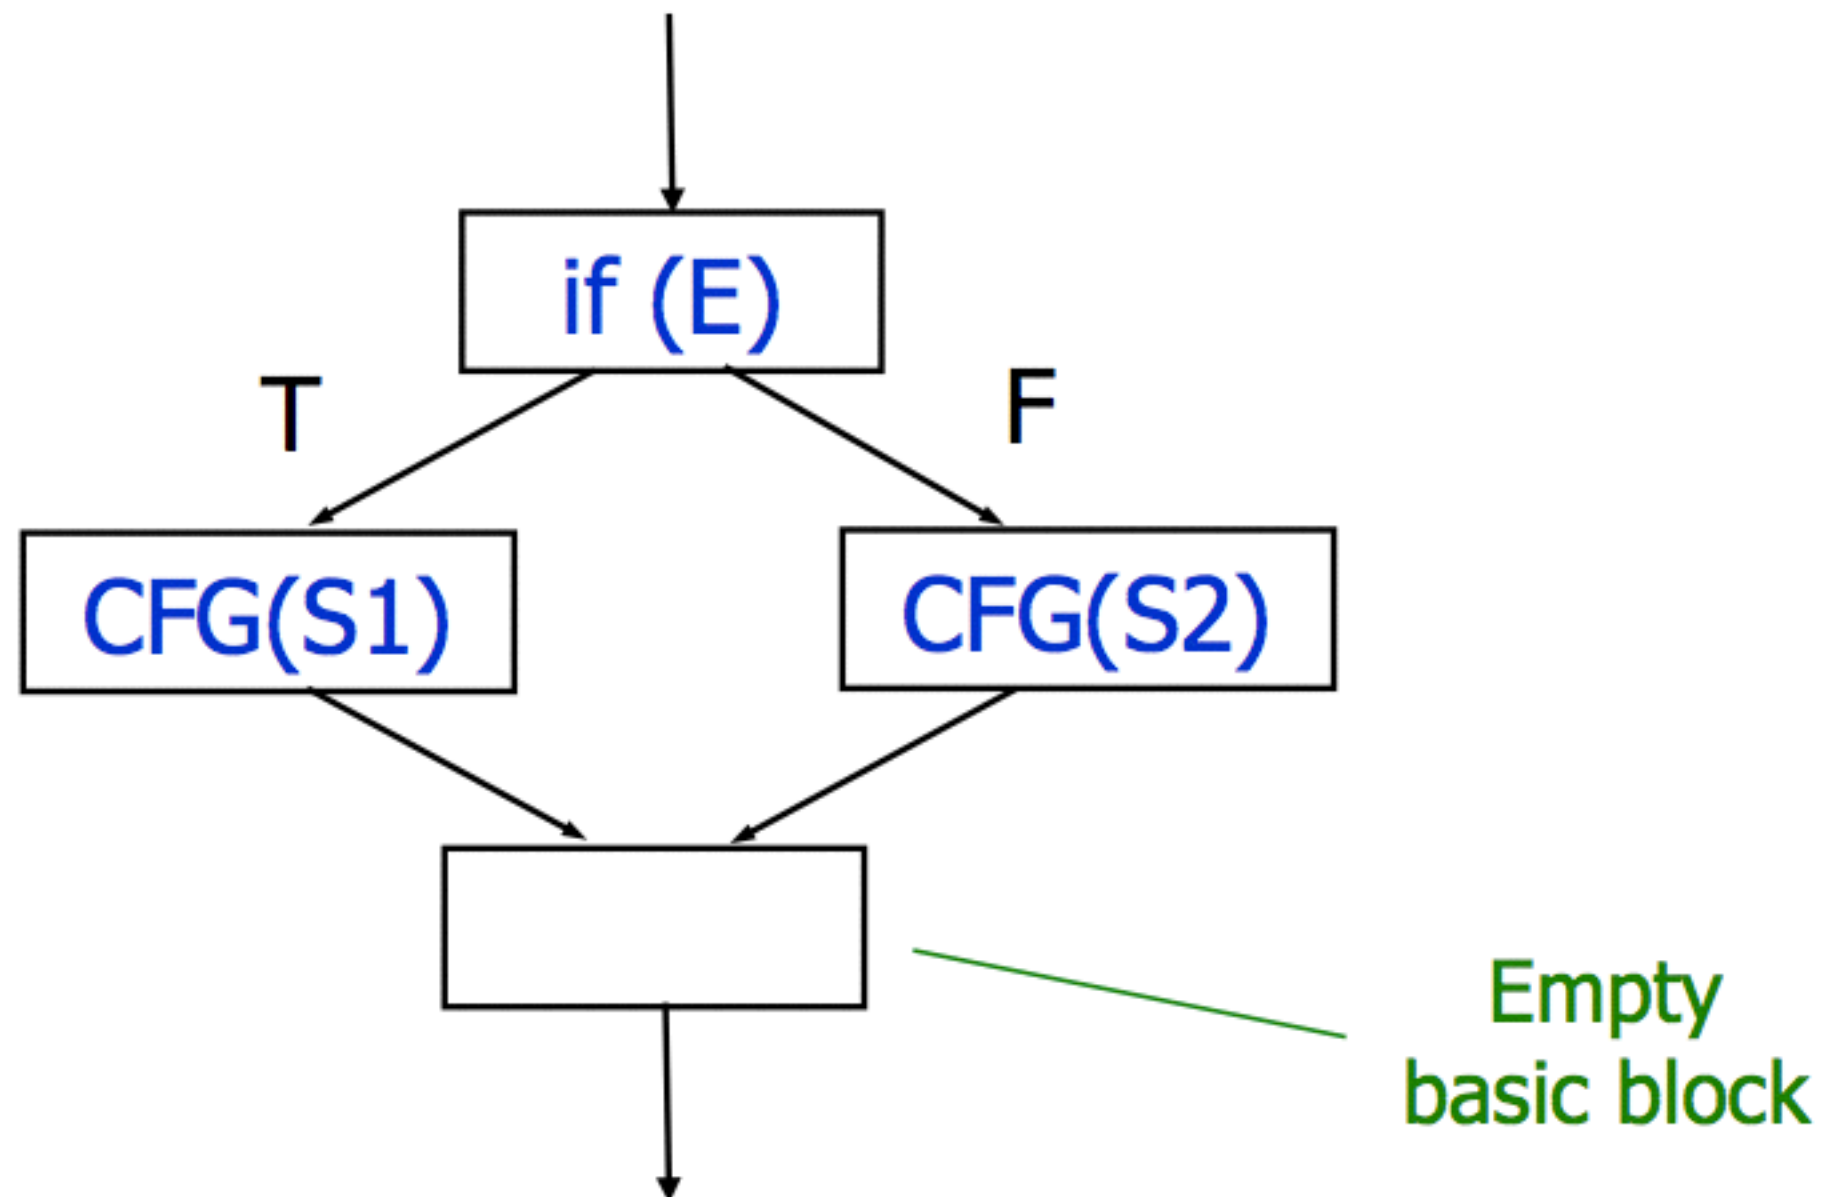 if (E)
T
F
CFG(S1)
CFG(S2)
Empty
basic block